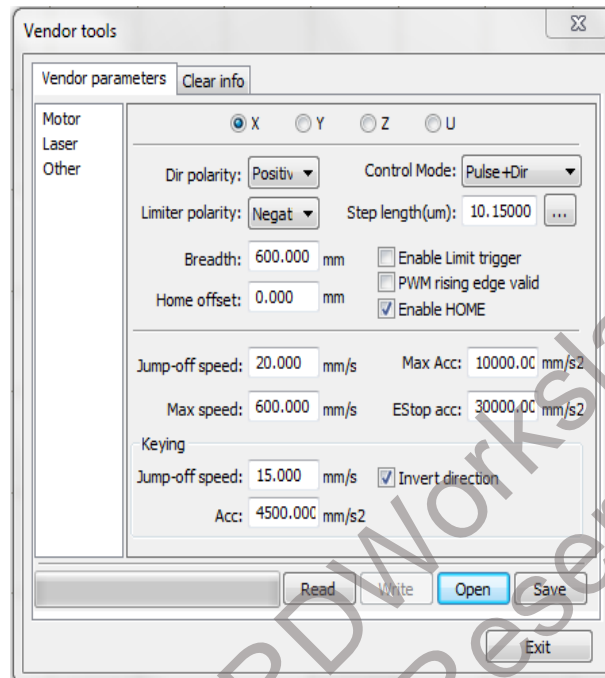 Vendor tools
Vendor parameters Clear info
Motor
Laser
Other
X Y Z U
Dir polarity: Positiv Control Mode: Pulse+Dir
Limiter polarity: Negat Step length(um): 10.15000 ...
Breadth: 600.000 mm Enable Limit trigger
PWM rising edge valid
Home offset: 0.000 mm Enable HOME
Jump-off speed: 20.000 mm/s Max Acc: 10000.00 mm/s2
Max speed: 600.000 mm/s EStop acc: 30000.00 mm/s2
Keying
Jump-off speed: 15.000 mm/s Invert direction
Acc: 4500.000 mm/s2
Read Write Open Save
Exit